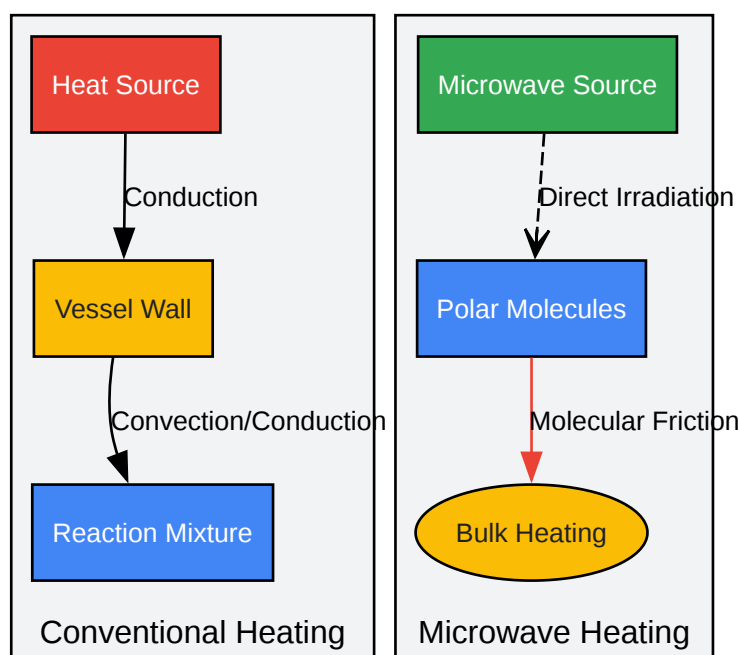 Heat Source
Conduction
Vessel Wall
Convection/Conduction
Reaction Mixture
Conventional Heating
Microwave Source
Direct Irradiation
Polar Molecules
Molecular Friction
Bulk Heating
Microwave Heating